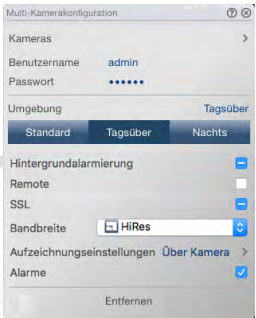 Multi-Kamerakonfiguration
Kameras
Benutzername admin
Passwort ••••••
Umgebung Tagsüber
Standard Tagsüber Nachts
Hintergrundalarmierung
Remote
SSL
Bandbreite HiRes
Aufzeichnungseinstellungen Über Kamera
Alarme
Entfernen